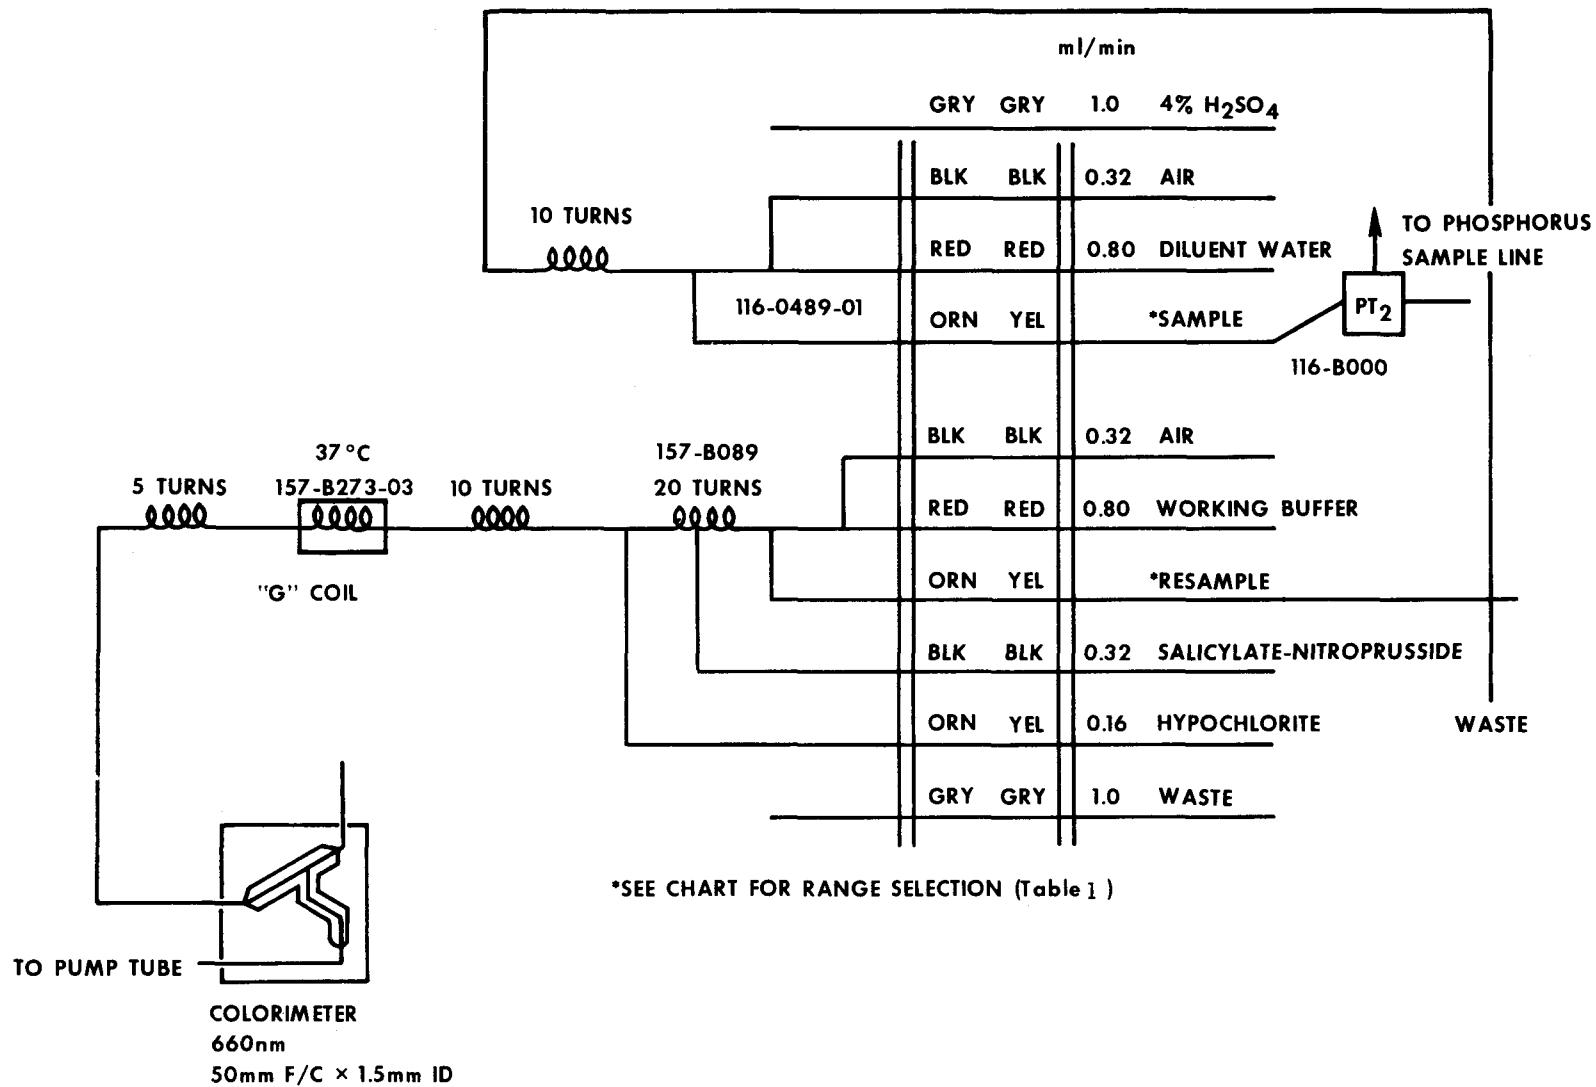 ml/min
GRY GRY 1.0 4% H2SO4
BLK BLK 0.32 AIR
10 TURNS
RED RED 0.80 DILUENT WATER
TO PHOSPHORUS
SAMPLE LINE
116-0489-01
ORN YEL *SAMPLE
PT2
116-B000
BLK BLK 0.32 AIR
37°C
157-B089
5 TURNS
157-B273-03
10 TURNS
20 TURNS
RED RED 0.80 WORKING BUFFER
"G" COIL
ORN YEL *RESAMPLE
BLK BLK 0.32 SALICYLATE-NITROPRUSSIDE
ORN YEL 0.16 HYPOCHLORITE
WASTE
GRY GRY 1.0 WASTE
*SEE CHART FOR RANGE SELECTION (Table 1 )
TO PUMP TUBE
COLORIMETER
660nm
50mm F/C × 1.5mm ID